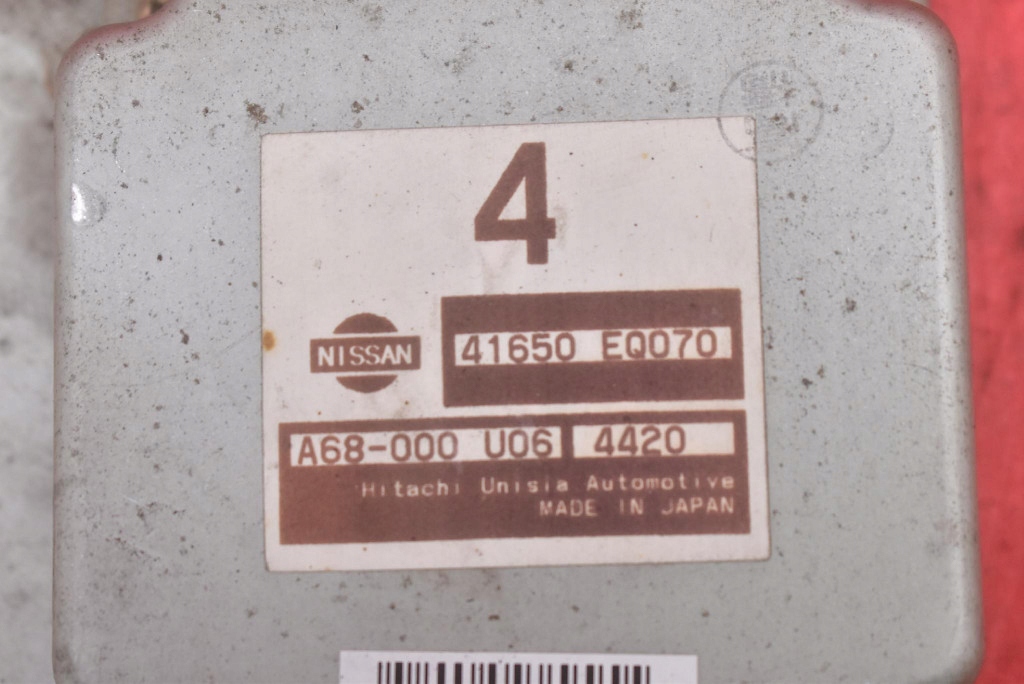 4
NISSAN
41650 EQ070
A68-000 U06 4420
Hitachi Unisia Automotive
MADE IN JAPAN